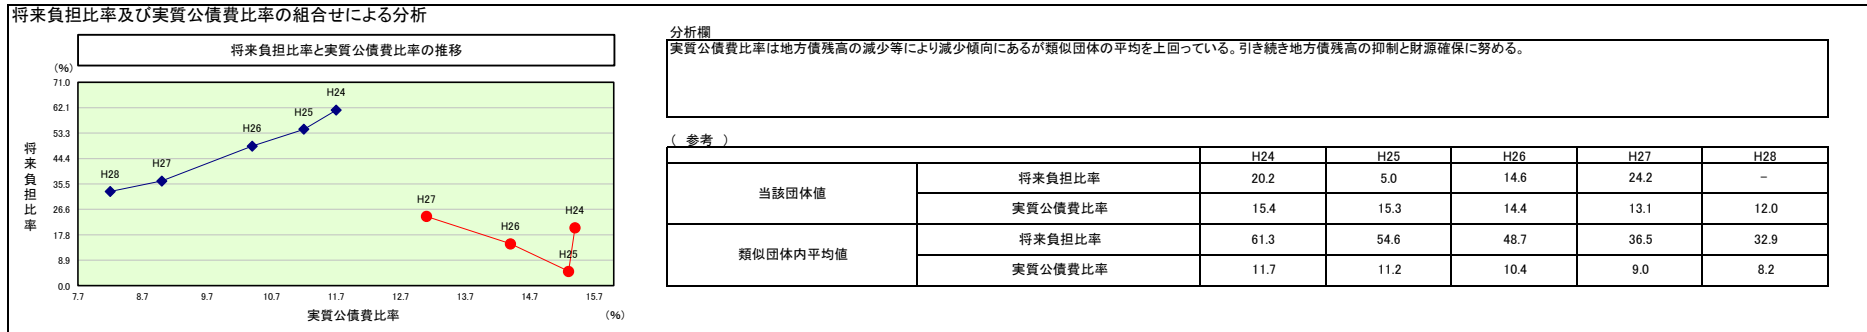 将来負担比率及び実質公債費比率の組合せによる分析
将来負担比率と実質公債費比率の推移
(%)
71.0
62.1
53.3
44.4
35.5
26.6
17.8
8.9
0.0
将来負担比率
H24
H25
H26
H27
H28
H27
H26
H24
H25
7.7 8.7 9.7 10.7 11.7 12.7 13.7 14.7 15.7
実質公債費比率 (%)
分析欄
実質公債費比率は地方債残高の減少等により減少傾向にあるが類似団体の平均を上回っている。引き続き地方債残高の抑制と財源確保に努める。
( 参考 )
H24 H25 H26 H27 H28
当該団体値 将来負担比率 20.2 5.0 14.6 24.2 -
実質公債費比率 15.4 15.3 14.4 13.1 12.0
類似団体内平均値 将来負担比率 61.3 54.6 48.7 36.5 32.9
実質公債費比率 11.7 11.2 10.4 9.0 8.2